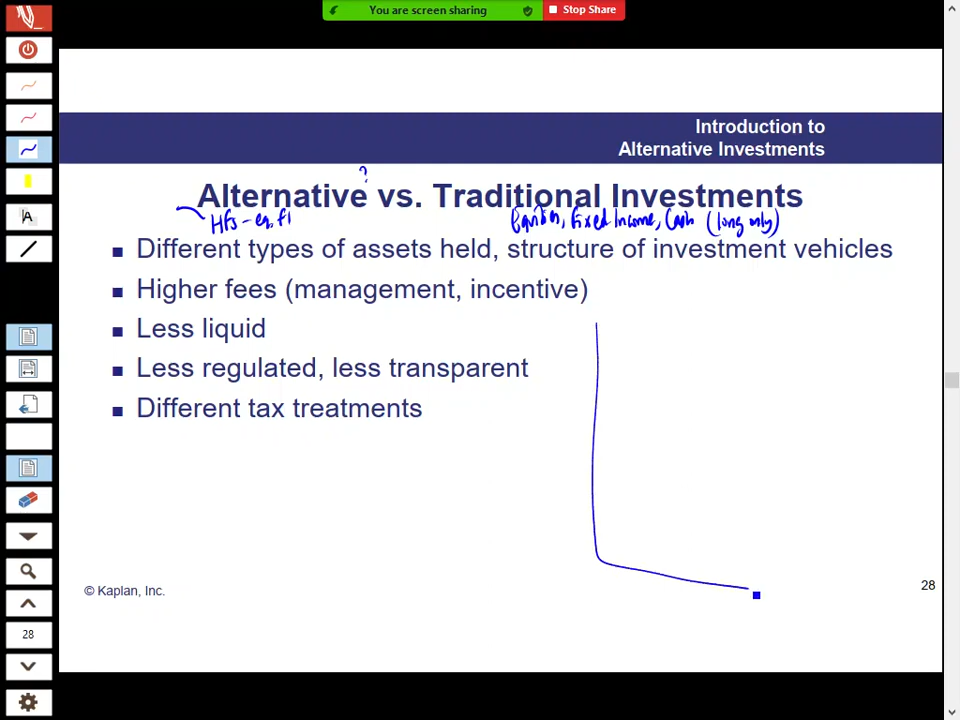 You are screen sharing Stop Share
Introduction to
Alternative Investments
?
Alternative vs. Traditional Investments
HFs - eq, FI Equities, Fixed Income, Cash (long only)
■ Different types of assets held, structure of investment vehicles
■ Higher fees (management, incentive)
■ Less liquid
■ Less regulated, less transparent
■ Different tax treatments
© Kaplan, Inc. 28
A
28